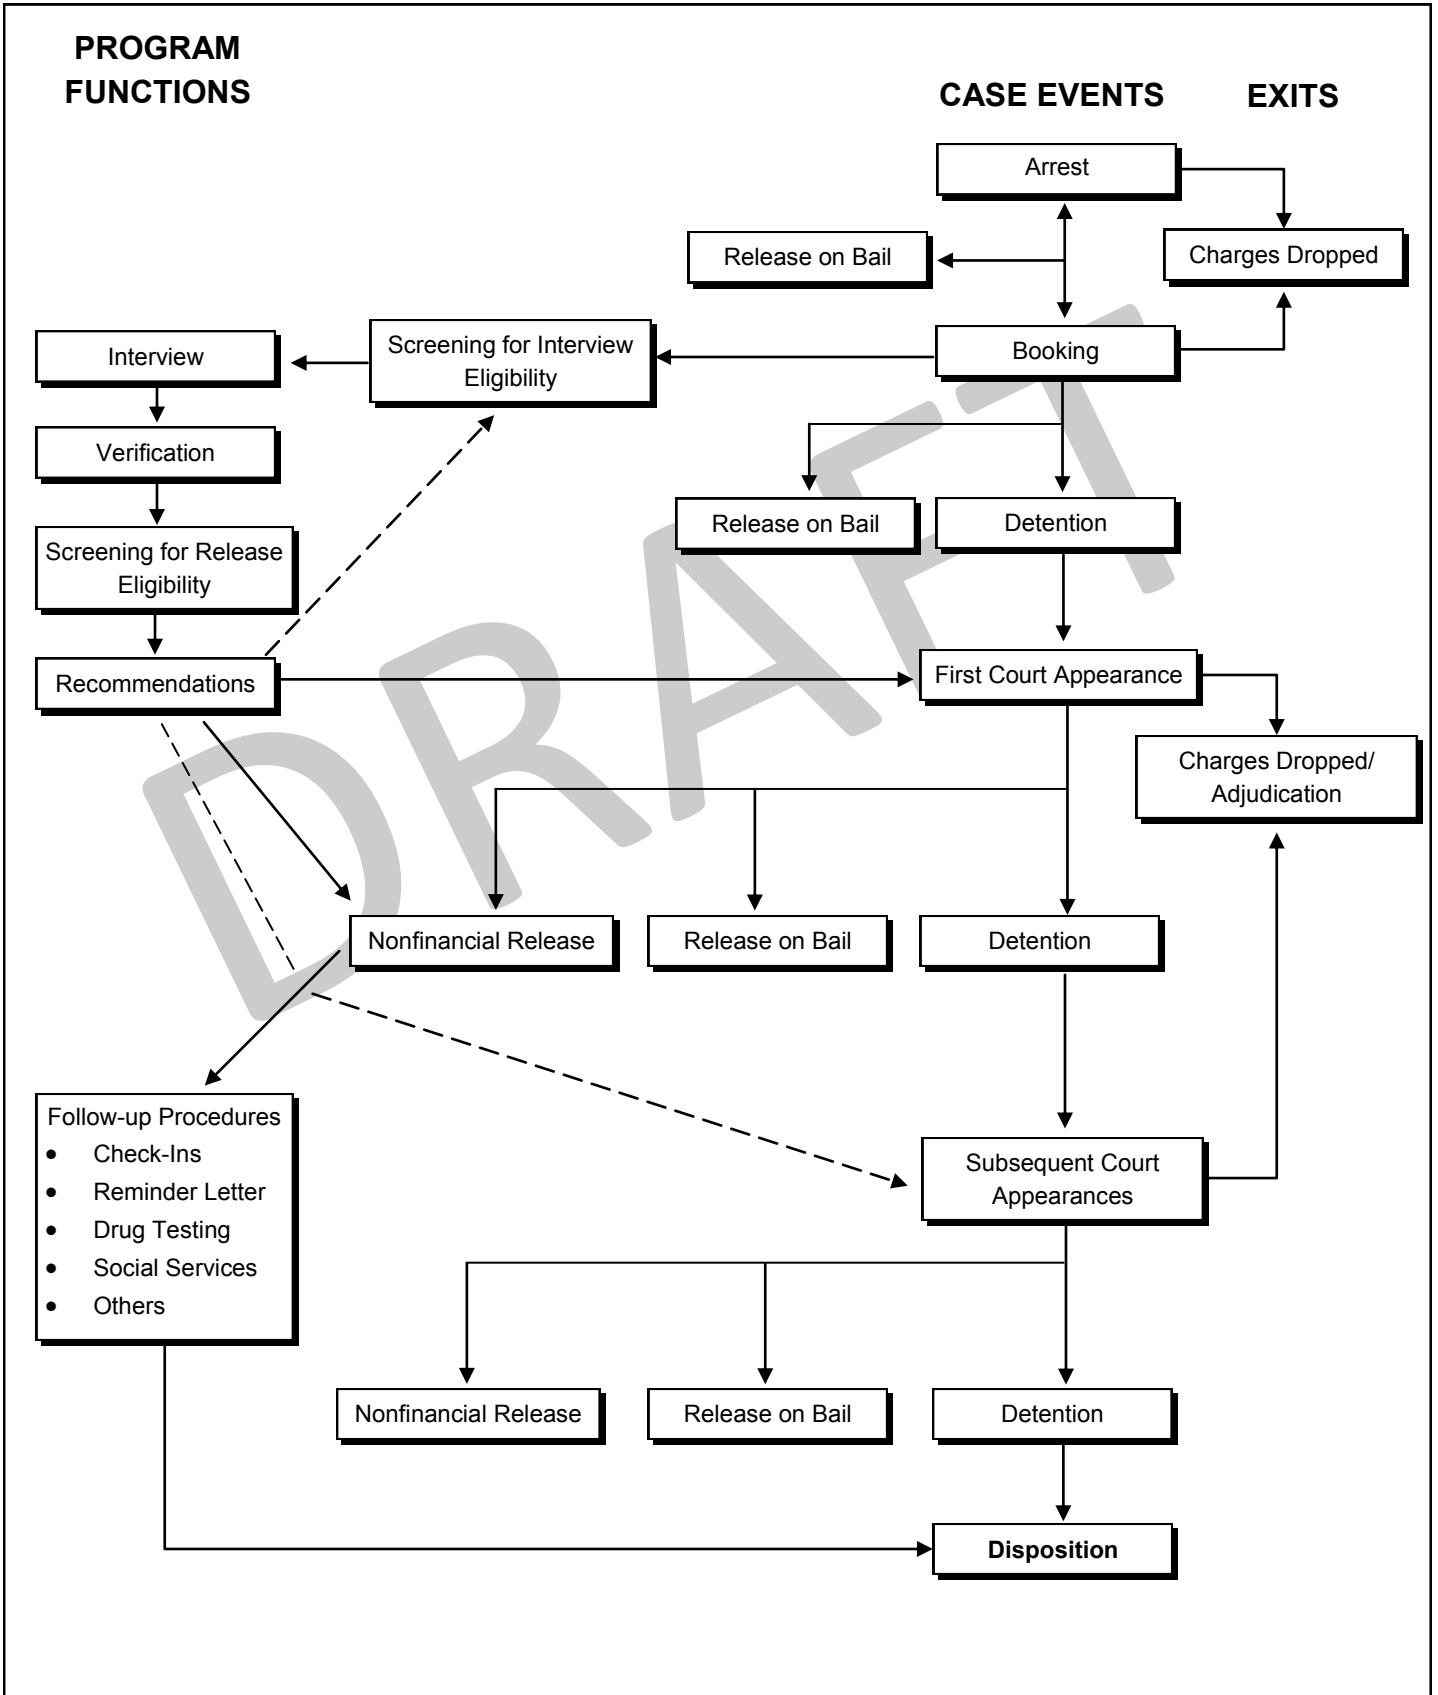 PROGRAM
FUNCTIONS
CASE EVENTS
EXITS
Arrest
Release on Bail
Charges Dropped
Interview
Screening for Interview
Eligibility
Booking
Verification
Release on Bail
Detention
Screening for Release
Eligibility
Recommendations
First Court Appearance
Charges Dropped/
Adjudication
Nonfinancial Release
Release on Bail
Detention
Follow-up Procedures
• Check-Ins
• Reminder Letter
• Drug Testing
• Social Services
• Others
Subsequent Court
Appearances
Nonfinancial Release
Release on Bail
Detention
Disposition
DRAFT